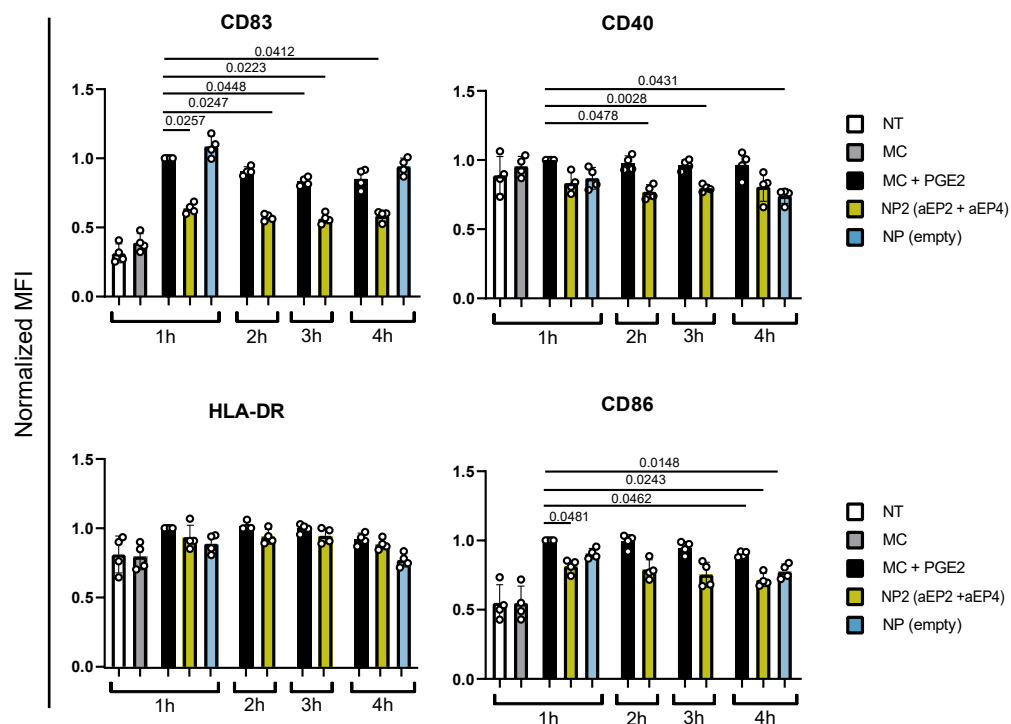 CD83
0.0412
0.0223
0.0448
0.0247
0.0257
1.5
1.0
0.5
0.0
1h
2h
3h
4h
CD40
0.0431
0.0028
0.0478
1.5
1.0
0.5
0.0
1h
2h
3h
4h
NT
MC
MC + PGE2
NP2 (aEP2 + aEP4)
NP (empty)
Normalized MFI
HLA-DR
1.5
1.0
0.5
0.0
1h
2h
3h
4h
CD86
0.0148
0.0243
0.0462
0.0481
1.5
1.0
0.5
0.0
1h
2h
3h
4h
NT
MC
MC + PGE2
NP2 (aEP2 +aEP4)
NP (empty)